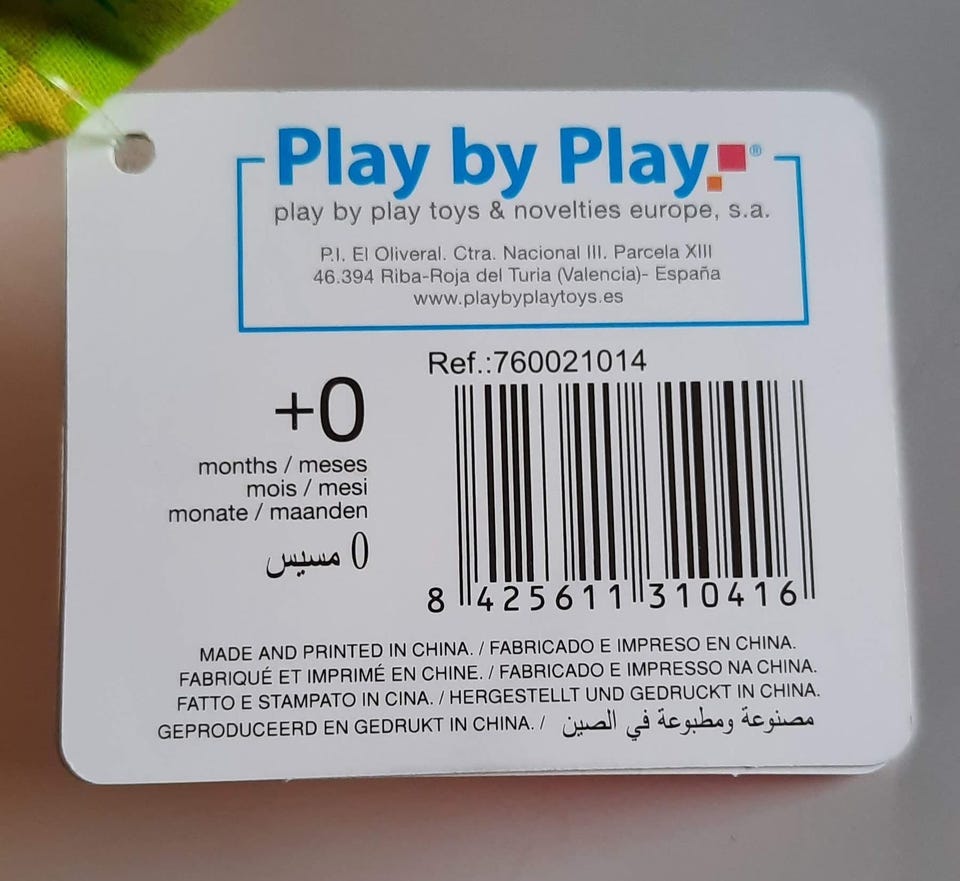 Play by Play®
play by play toys & novelties europe, s.a.
P.I. El Oliveral. Ctra. Nacional III. Parcela XIII
46.394 Riba-Roja del Turia (Valencia)- España
www.playbyplaytoys.es
Ref.:760021014
+0
months / meses
mois / mesi
monate / maanden
0 مسيس
8 425611 310416
MADE AND PRINTED IN CHINA. / FABRICADO E IMPRESO EN CHINA.
FABRIQUÉ ET IMPRIMÉ EN CHINE. / FABRICADO E IMPRESSO NA CHINA.
FATTO E STAMPATO IN CINA. / HERGESTELLT UND GEDRUCKT IN CHINA.
GEPRODUCEERD EN GEDRUKT IN CHINA. / مصنوعة ومطبوعة في الصين